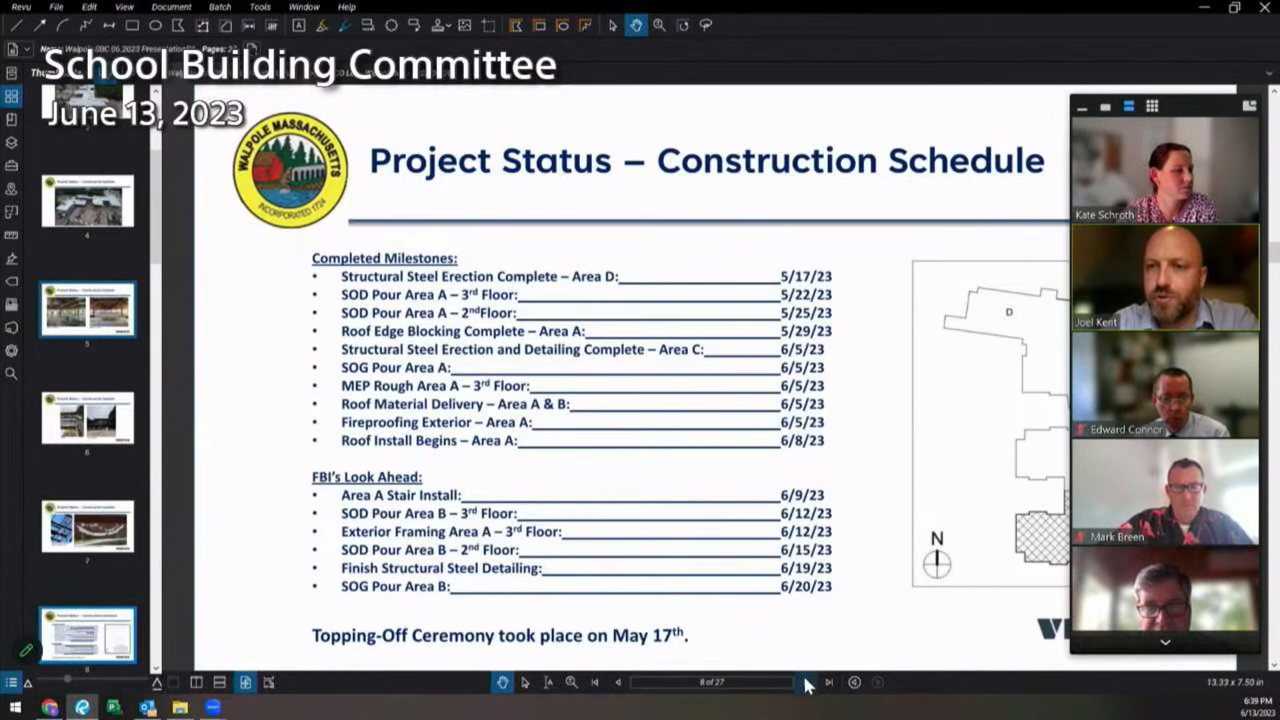 Revu File Edit View Document Batch Tools Window Help
School Building Committee
June 13, 2023
WALPOLE MASSACHUSETTS
INCORPORATED 1724
Project Status – Construction Schedule
Completed Milestones:
• Structural Steel Erection Complete – Area D: 5/17/23
• SOD Pour Area A – 3rd Floor: 5/22/23
• SOD Pour Area A – 2ndFloor: 5/25/23
• Roof Edge Blocking Complete – Area A: 5/29/23
• Structural Steel Erection and Detailing Complete – Area C: 6/5/23
• SOG Pour Area A: 6/5/23
• MEP Rough Area A – 3rd Floor: 6/5/23
• Roof Material Delivery – Area A & B: 6/5/23
• Fireproofing Exterior – Area A: 6/5/23
• Roof Install Begins – Area A: 6/8/23
FBI's Look Ahead:
• Area A Stair Install: 6/9/23
• SOD Pour Area B – 3rd Floor: 6/12/23
• Exterior Framing Area A – 3rd Floor: 6/12/23
• SOD Pour Area B – 2nd Floor: 6/15/23
• Finish Structural Steel Detailing: 6/19/23
• SOG Pour Area B: 6/20/23
Topping-Off Ceremony took place on May 17th.
D
N
Kate Schroth
Joel Kent
Edward Connor
Mark Breen
4
5
6
7
8
8 of 27
13.33 x 7.50 in
6:39 PM
6/13/2023